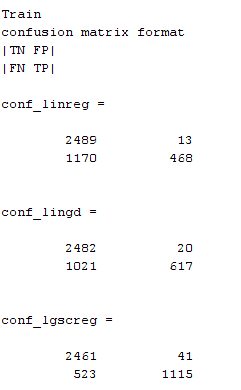 Train
confusion matrix format
|TN FP|
|FN TP|
conf_linreg =
2489 13
1170 468
conf_lingd =
2482 20
1021 617
conf_lgscreg =
2461 41
523 1115